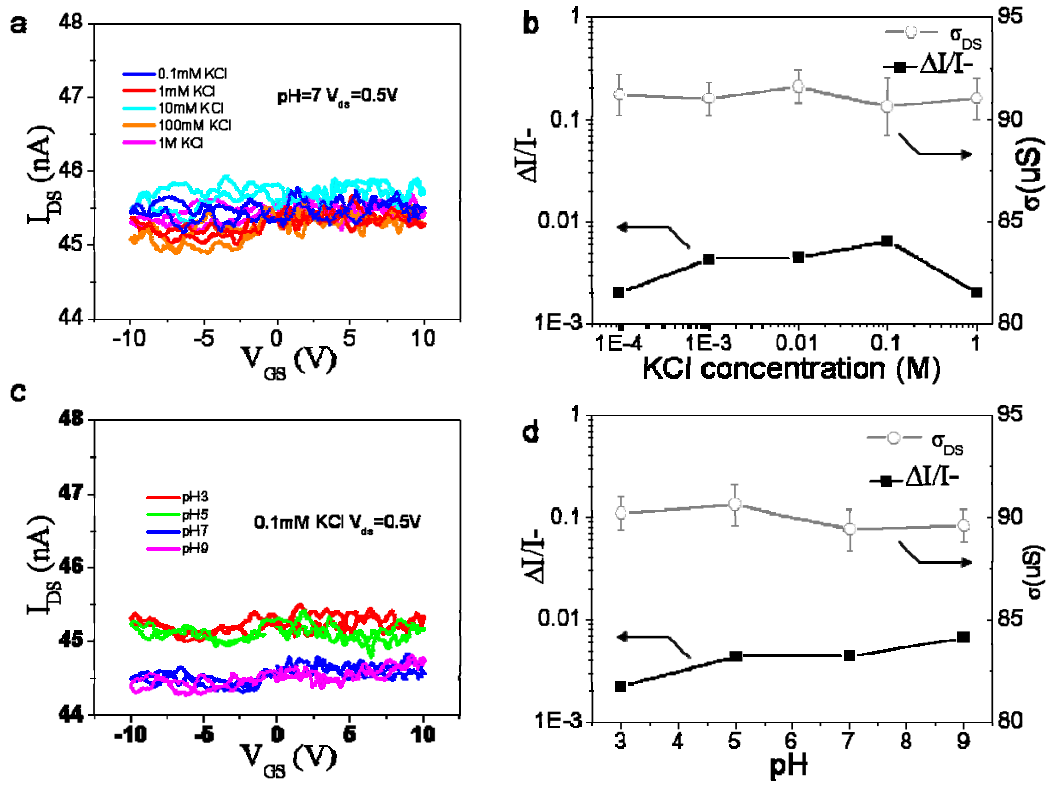 a
48
47
46
45
44
I_DS (nA)
0.1mM KCl
1mM KCl
10mM KCl
100mM KCl
1M KCl
pH=7 V_ds=0.5V
-10 -5 0 5 10
V_GS (V)
b
1
0.1
0.01
1E-3
ΔI/I-
σ_DS
ΔI/I-
95
90
85
80
σ(uS)
1E-4 1E-3 0.01 0.1 1
KCl concentration (M)
c
48
47
46
45
44
I_DS (nA)
pH3
pH5
pH7
pH9
0.1mM KCl V_ds=0.5V
-10 -5 0 5 10
V_GS (V)
d
1
0.1
0.01
1E-3
ΔI/I-
σ_DS
ΔI/I-
95
90
85
80
σ(uS)
3 4 5 6 7 8 9
pH